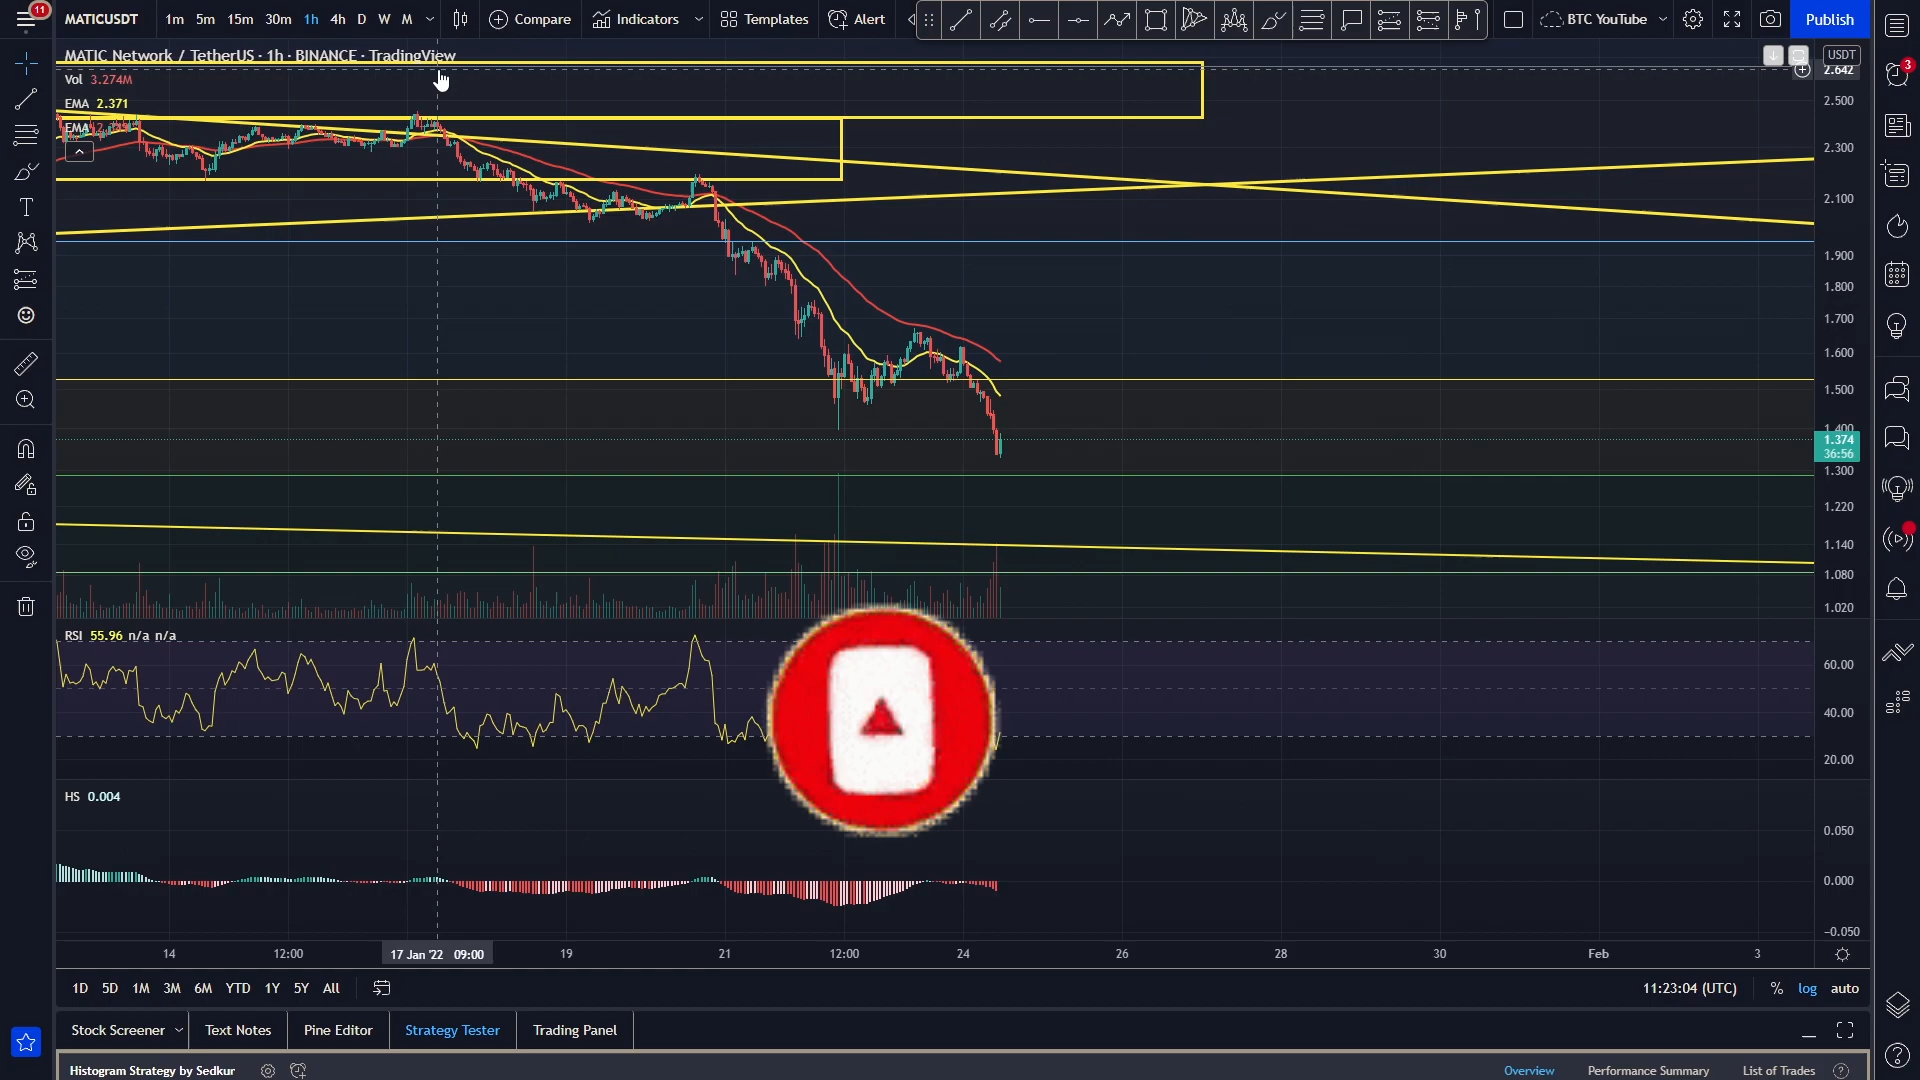 11
MATICUSDT 1m 5m 15m 30m 1h 4h D W M Compare Indicators Templates Alert BTC YouTube Publish
MATIC Network / TetherUS · 1h · BINANCE · TradingView
USDT
Vol 3.274M
EMA 2.371
EMA
2.642
2.500
2.300
2.100
1.900
1.800
1.700
1.600
1.500
1.400
1.374
36:56
1.300
1.220
1.140
1.080
1.020
3
RSI 55.96 n/a n/a
60.00
40.00
20.00
HS 0.004
0.050
0.000
−0.050
14 12:00 17 Jan '22 09:00 19 21 12:00 24 26 28 30 Feb 3
1D 5D 1M 3M 6M YTD 1Y 5Y All 11:23:04 (UTC) % log auto
Stock Screener Text Notes Pine Editor Strategy Tester Trading Panel
Histogram Strategy by Sedkur Overview Performance Summary List of Trades